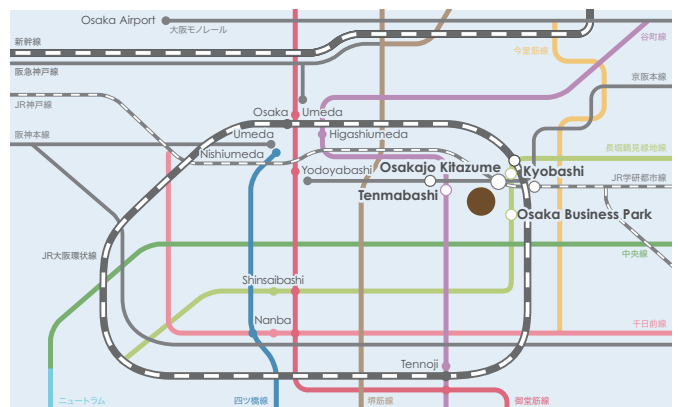 Osaka Airport
大阪モノレール
新幹線
谷町線
今里筋線
阪急神戸線
京阪本線
JR神戸線
Osaka
Umeda
阪神本線
Umeda
Higashiumeda
Nishiumeda
長堀鶴見緑地線
Yodoyabashi
Osakajo Kitazume
Kyobashi
JR学研都市線
Tenmabashi
Osaka Business Park
JR大阪環状線
中央線
Shinsaibashi
Nanba
千日前線
Tennoji
ニュートラム
四ツ橋線
堺筋線
御堂筋線